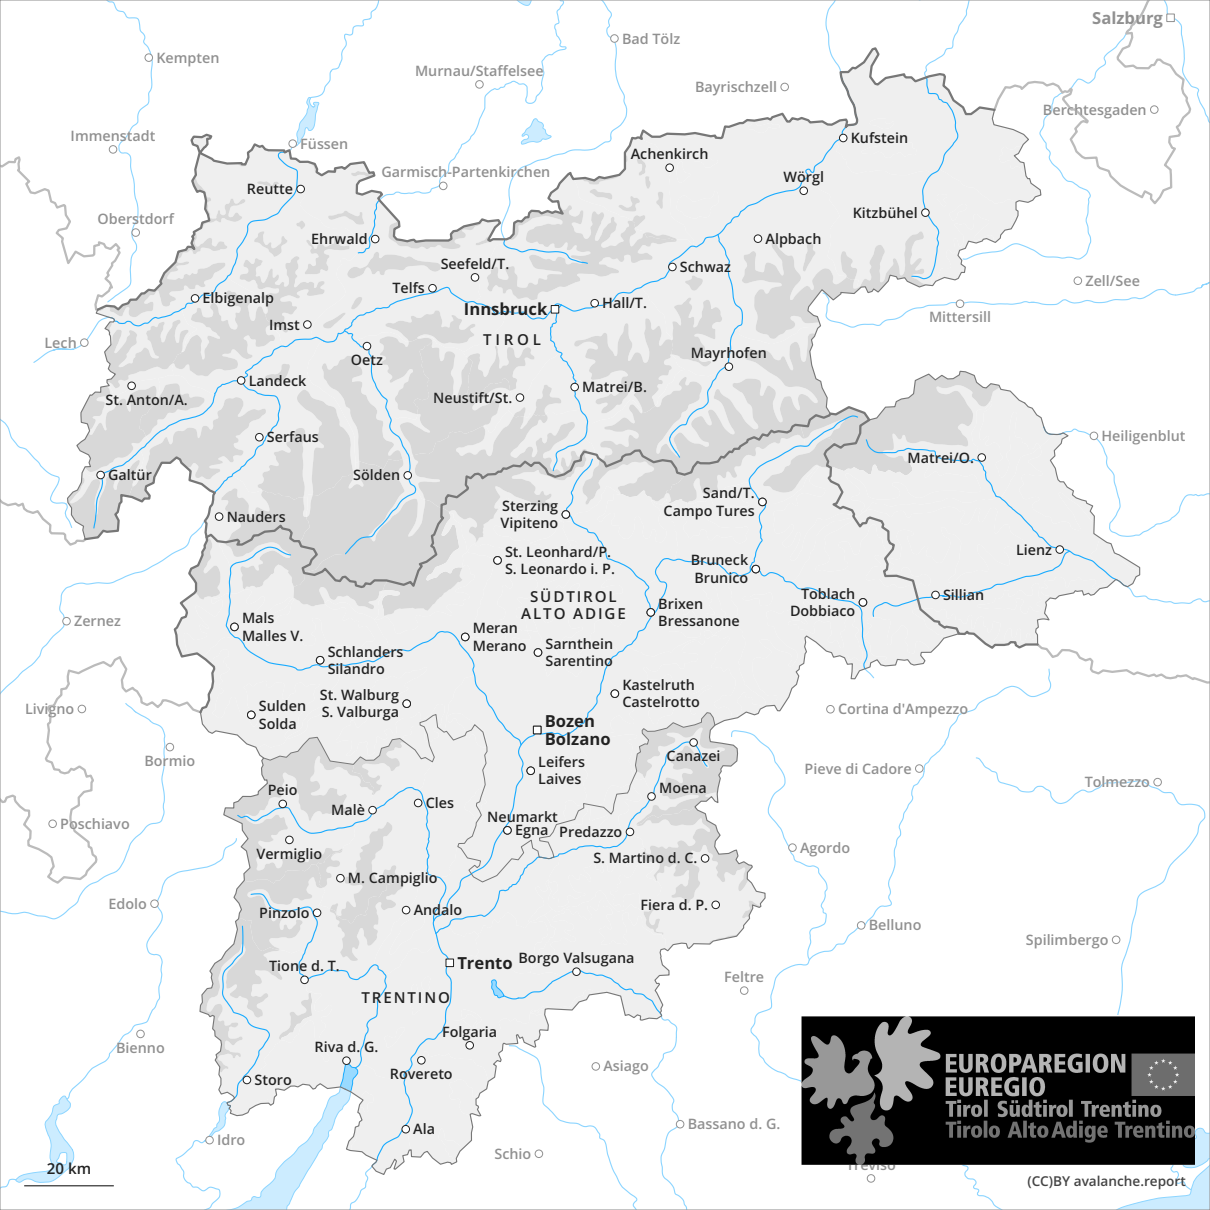 Salzburg
Bad Tölz
Kempten
Murnau/Staffelsee
Bayrischzell
Berchtesgaden
Immenstadt
Füssen
Kufstein
Achenkirch
Garmisch-Partenkirchen
Wörgl
Reutte
Oberstdorf
Kitzbühel
Ehrwald
Alpbach
Seefeld/T.
Schwaz
Zell/See
Telfs
Elbigenalp
Hall/T.
Innsbruck
Mittersill
Imst
TIROL
Lech
Oetz
Mayrhofen
Landeck
Matrei/B.
St. Anton/A.
Neustift/St.
Serfaus
Heiligenblut
Matrei/O.
Galtür
Sölden
Sand/T.
Campo Tures
Sterzing
Vipiteno
Nauders
St. Leonhard/P.
S. Leonardo i. P.
Lienz
Bruneck
Brunico
SÜDTIROL
ALTO ADIGE
Toblach
Dobbiaco
Sillian
Brixen
Bressanone
Zernez
Mals
Malles V.
Meran
Merano
Sarnthein
Sarentino
Schlanders
Silandro
Kastelruth
Castelrotto
St. Walburg
S. Valburga
Sulden
Solda
Livigno
Cortina d'Ampezzo
Bozen
Bolzano
Bormio
Canazei
Leifers
Laives
Pieve di Cadore
Tolmezzo
Peio
Moena
Malè
Cles
Neumarkt
Egna
Predazzo
Poschiavo
Vermiglio
S. Martino d. C.
Agordo
M. Campiglio
Edolo
Pinzolo
Andalo
Fiera d. P.
Belluno
Spilimbergo
Trento
Borgo Valsugana
Tione d. T.
Feltre
TRENTINO
Folgaria
Bienno
Riva d. G.
Rovereto
Asiago
Storo
EUROPAREGION
EUREGIO
Tirol Südtirol Trentino
Tirolo Alto Adige Trentino
Ala
Bassano d. G.
Idro
Schio
Treviso
20 km
(CC)BY avalanche.report